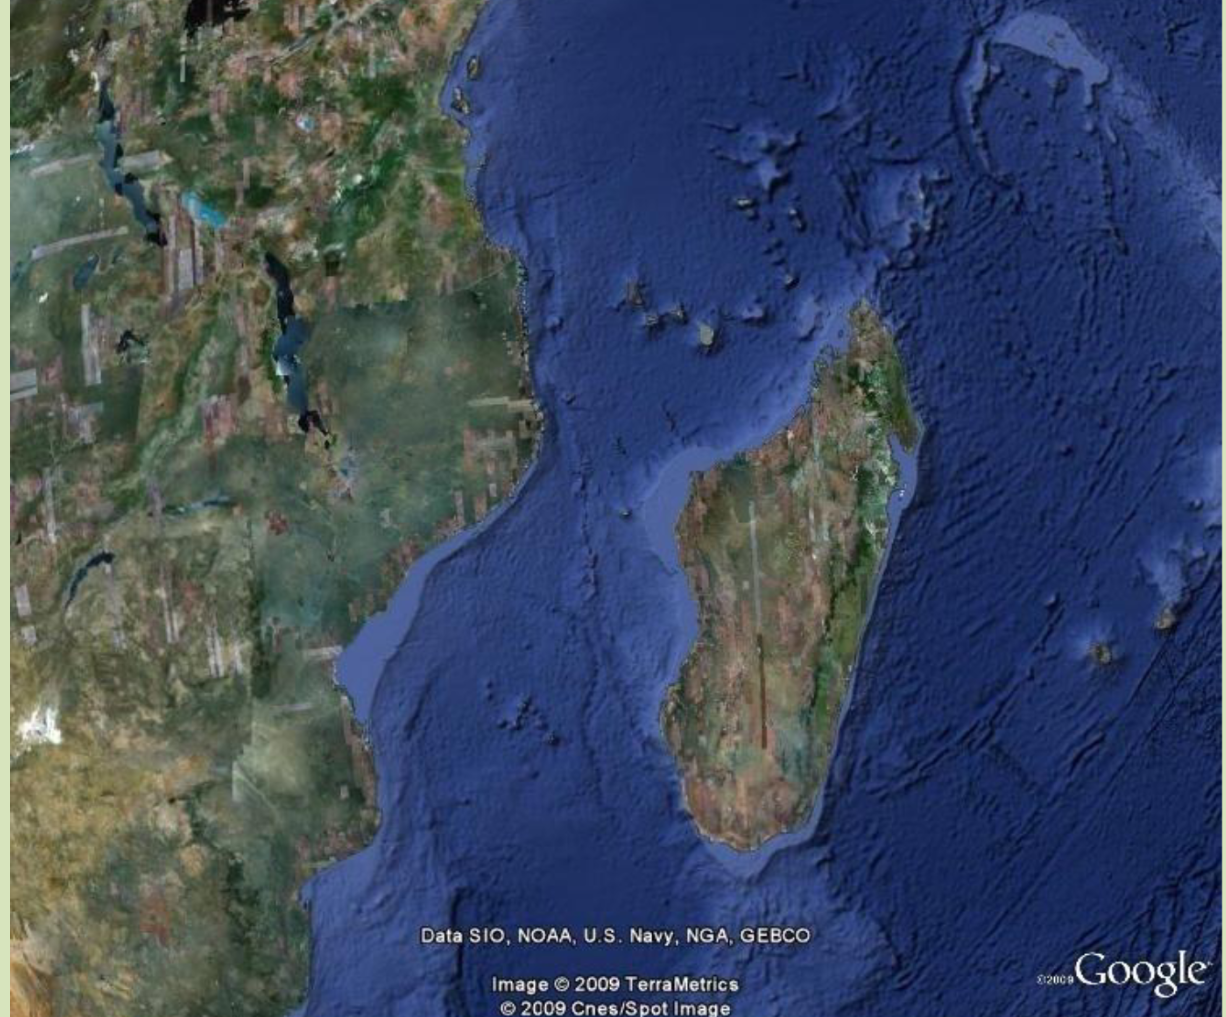 Data SIO, NOAA, U.S. Navy, NGA, GEBCO
Image © 2009 TerraMetrics
© 2009 Cnes/Spot Image
©2009 Google